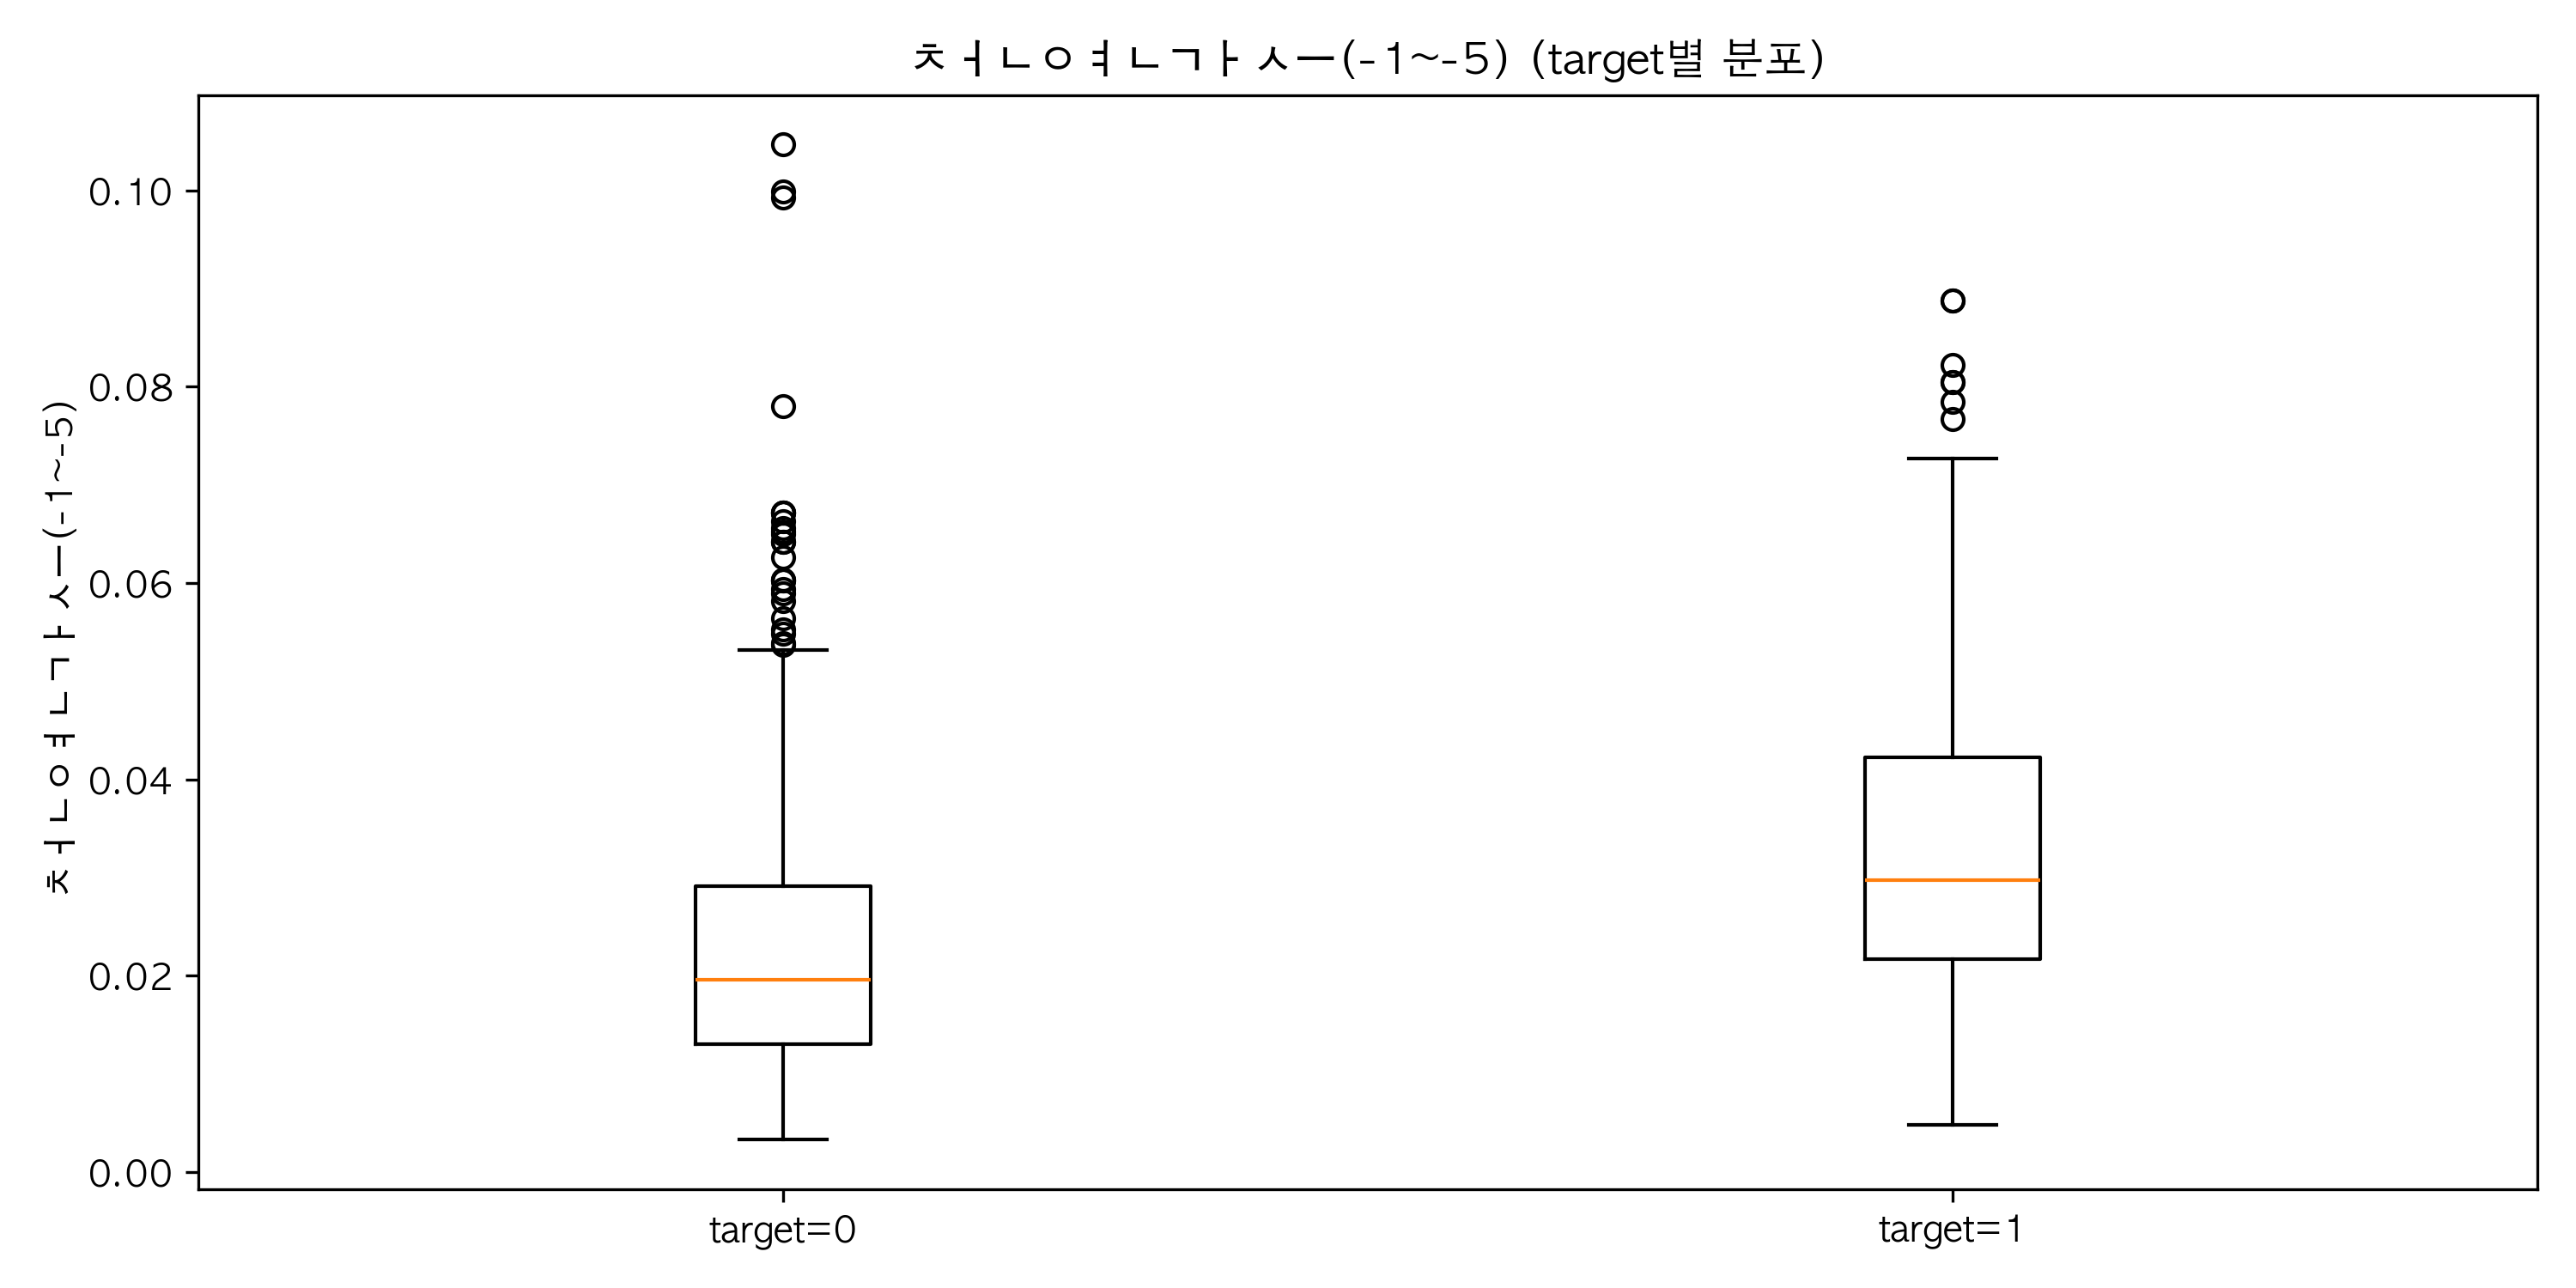 ㅊㅓㄴㅇㅕㄴㄱㅏㅅㅡ(-1~-5) (target별 분포)
ㅊㅓㄴㅇㅕㄴㄱㅏㅅㅡ(-1~-5)
0.10
0.08
0.06
0.04
0.02
0.00
target=0
target=1